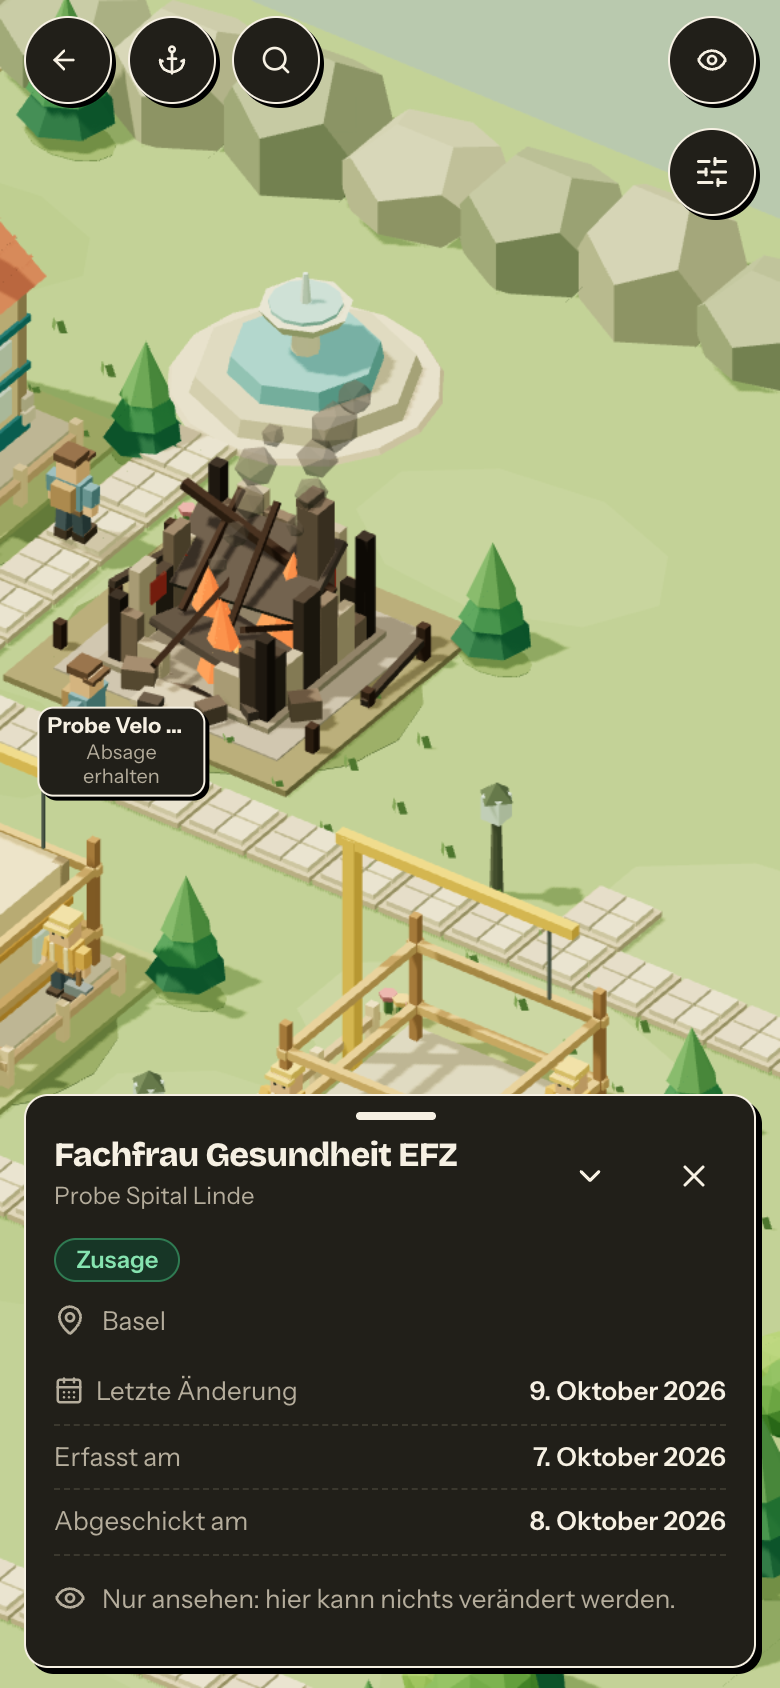 Probe Velo ...
Absage
erhalten
Fachfrau Gesundheit EFZ
Probe Spital Linde
Zusage
Basel
Letzte Änderung 9. Oktober 2026
Erfasst am 7. Oktober 2026
Abgeschickt am 8. Oktober 2026
Nur ansehen: hier kann nichts verändert werden.